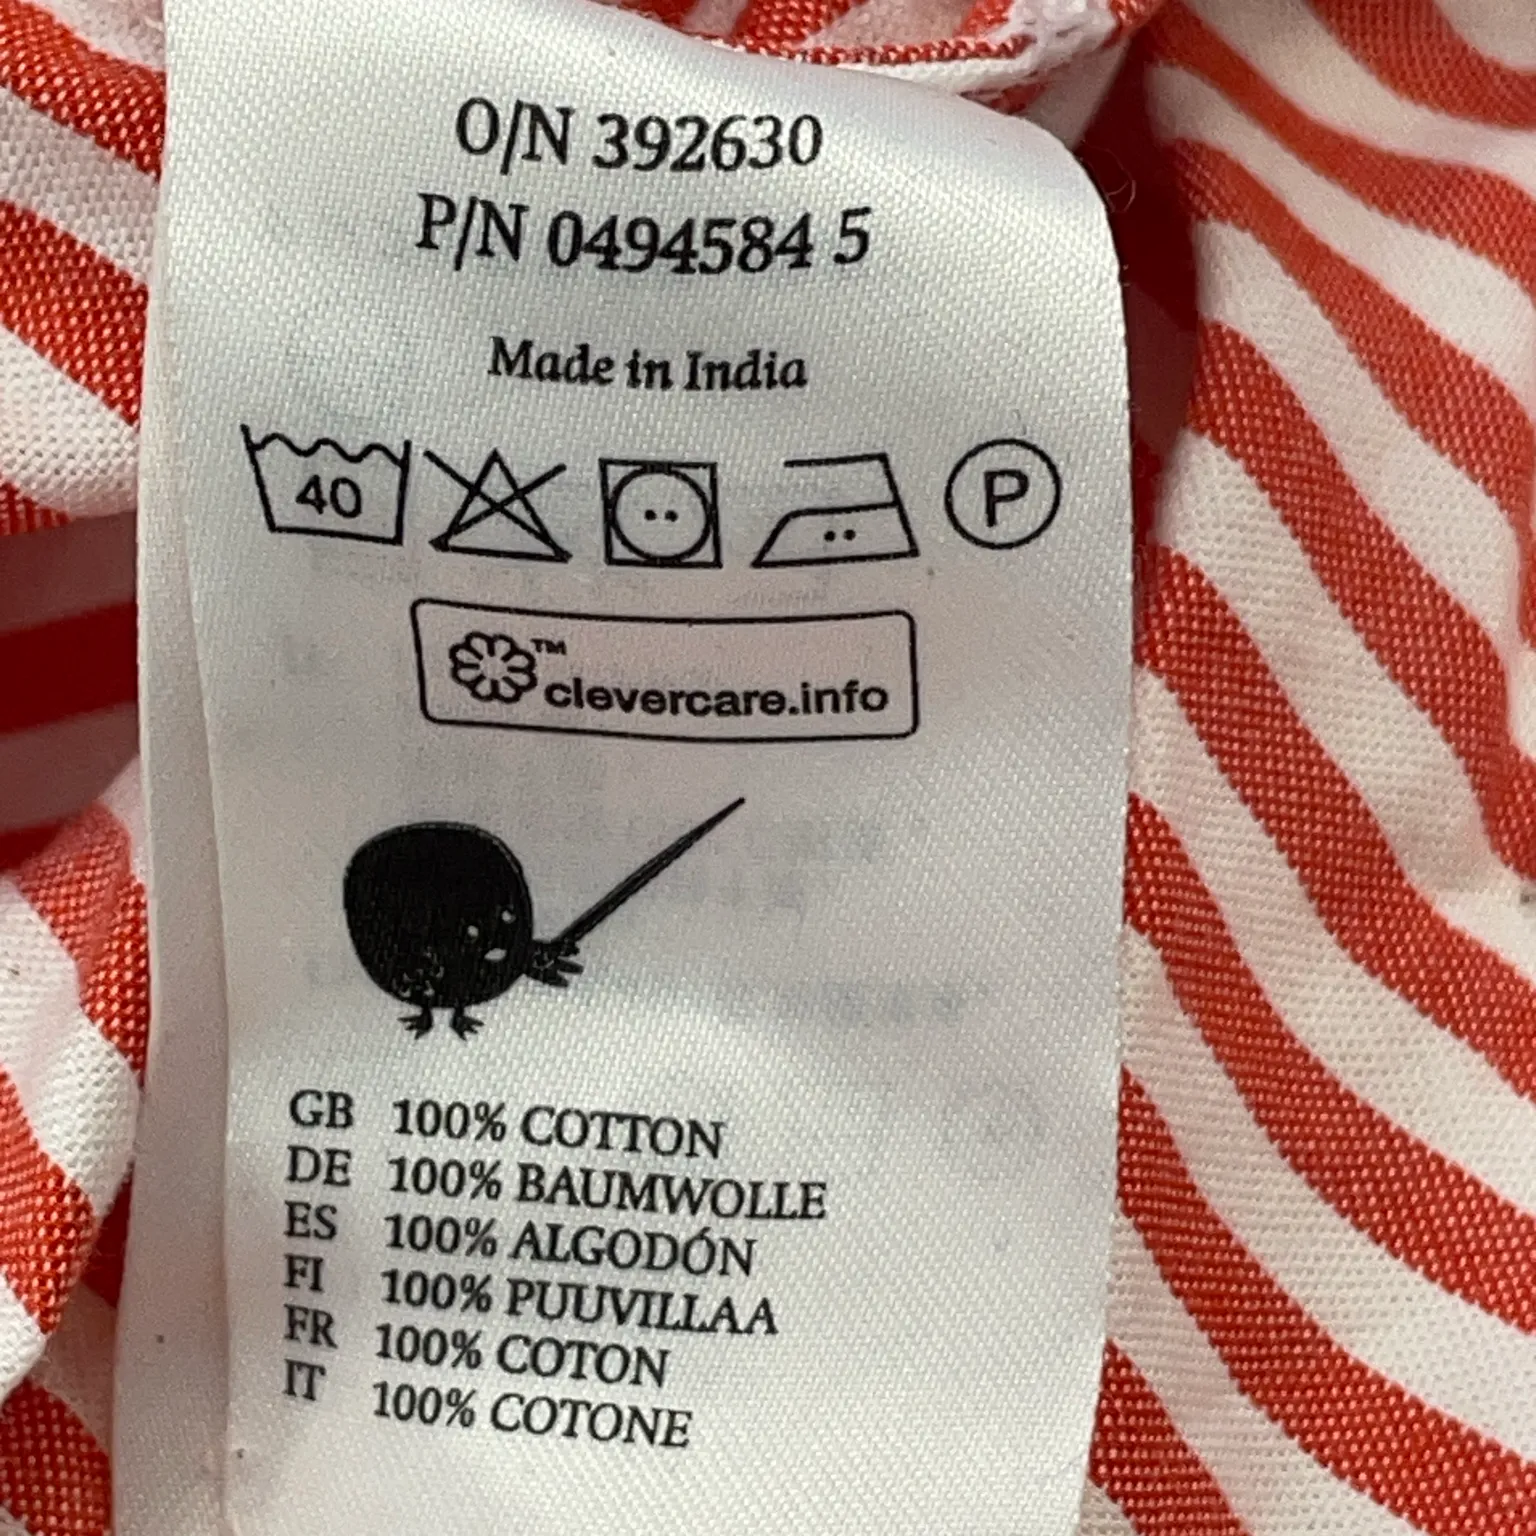 O/N 392630
P/N 0494584 5
Made in India
40
P
™
clevercare.info
GB 100% COTTON
DE 100% BAUMWOLLE
ES 100% ALGODÓN
FI 100% PUUVILLAA
FR 100% COTON
IT 100% COTONE